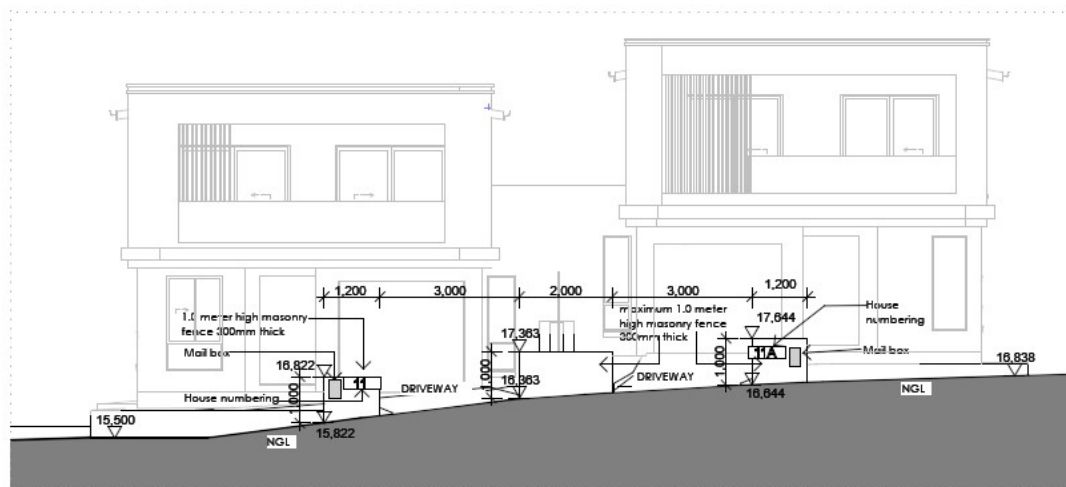 1,200
3,000
2,000
3,000
1,200
1.0 meter high masonry
fence 300mm thick
maximum 1.0 meter
high masonry fence
300mm thick
17,644
House
numbering
17,363
Mail box
11A
Mail box
16,822
16,838
1,000
11
DRIVEWAY
1,000
16,363
DRIVEWAY
1,000
16,644
NGL
House numbering
1,000
15,500
15,822
NGL